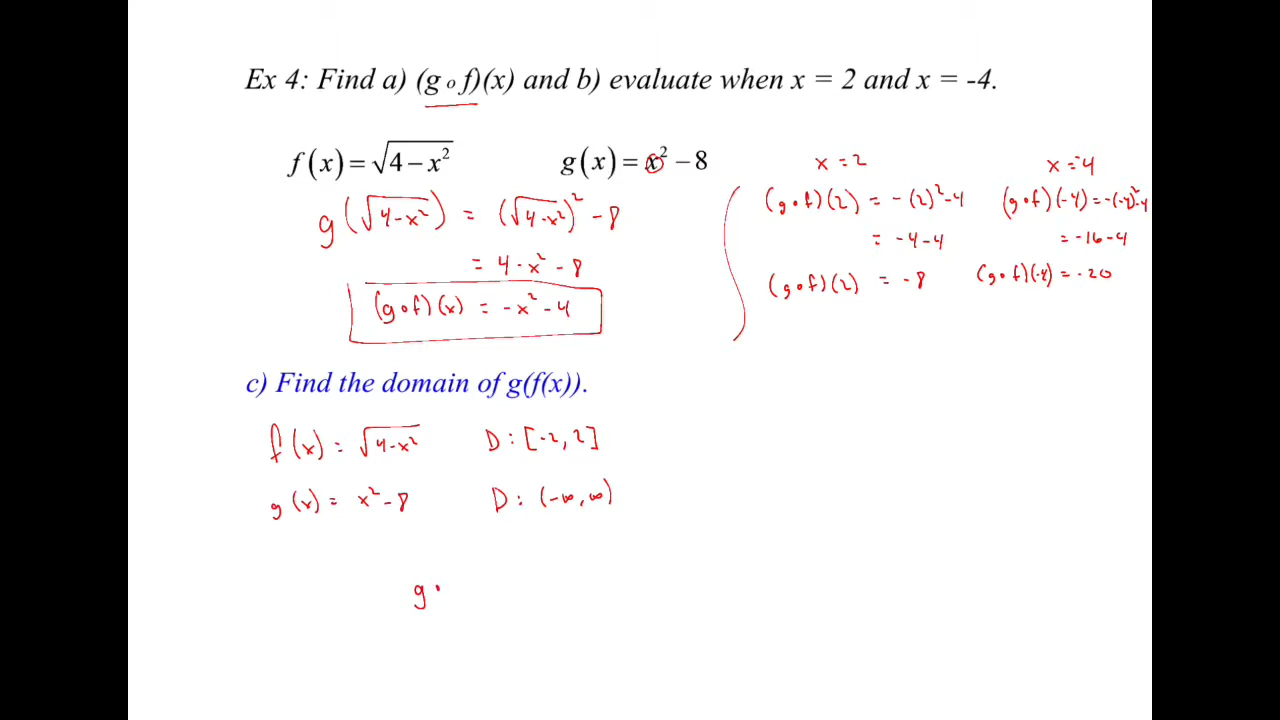 Ex 4: Find a) (g ∘ f)(x) and b) evaluate when x = 2 and x = -4.
f(x) = √(4 − x²)    g(x) = x² − 8
g(√(4-x²)) = (√(4-x²))² - 8
= 4 - x² - 8
(g∘f)(x) = -x² - 4
x = 2
(g∘f)(2) = -(2)² - 4
= -4 - 4
(g∘f)(2) = -8
x = -4
(g∘f)(-4) = -(-4)² - 4
= -16 - 4
(g∘f)(-4) = -20
c) Find the domain of g(f(x)).
f(x) = √(4-x²)    D: [-2, 2]
g(x) = x² - 8    D: (-∞, ∞)
g ·